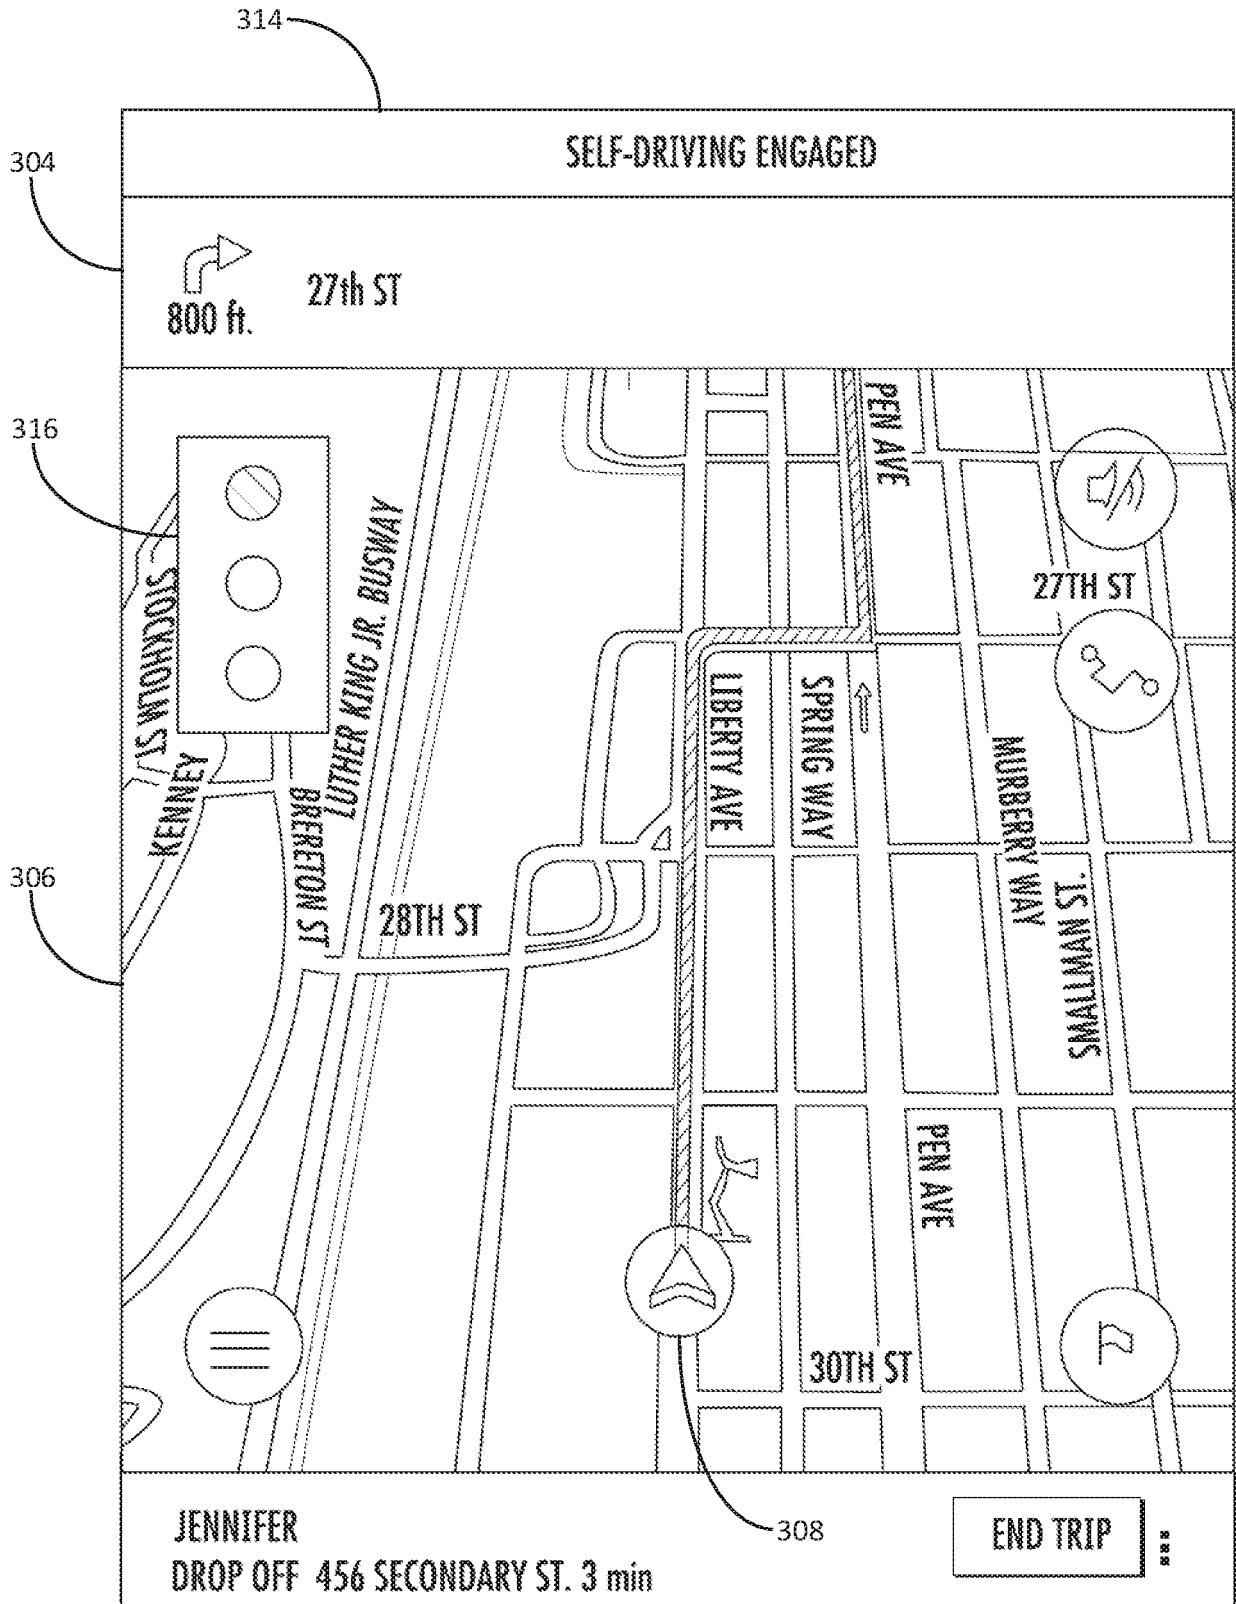 314
SELF-DRIVING ENGAGED
304
27th ST
800 ft.
PEN AVE
316
27TH ST
STOCKHOLM ST
LUTHER KING JR. BUSWAY
LIBERTY AVE
SPRING WAY
MURBERRY WAY
KENNEY
BRERETON ST
306
28TH ST
SMALLMAN ST.
PEN AVE
30TH ST
308
JENNIFER
END TRIP
DROP OFF 456 SECONDARY ST. 3 min